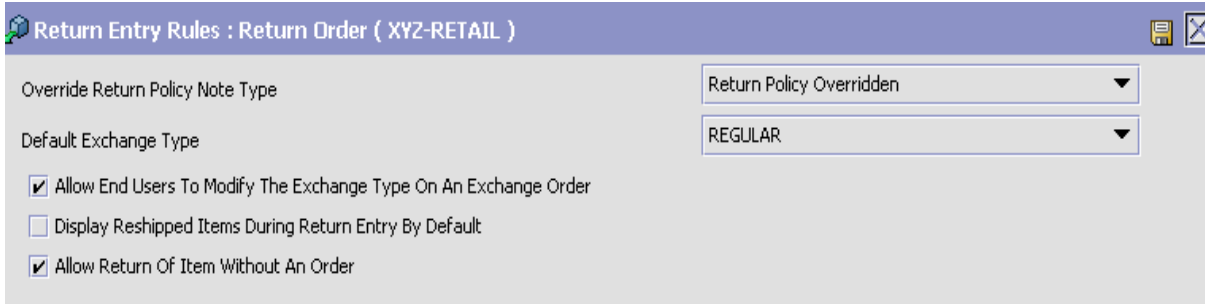 Return Entry Rules : Return Order ( XYZ-RETAIL )
Override Return Policy Note Type
Return Policy Overridden
Default Exchange Type
REGULAR
Allow End Users To Modify The Exchange Type On An Exchange Order
Display Reshipped Items During Return Entry By Default
Allow Return Of Item Without An Order